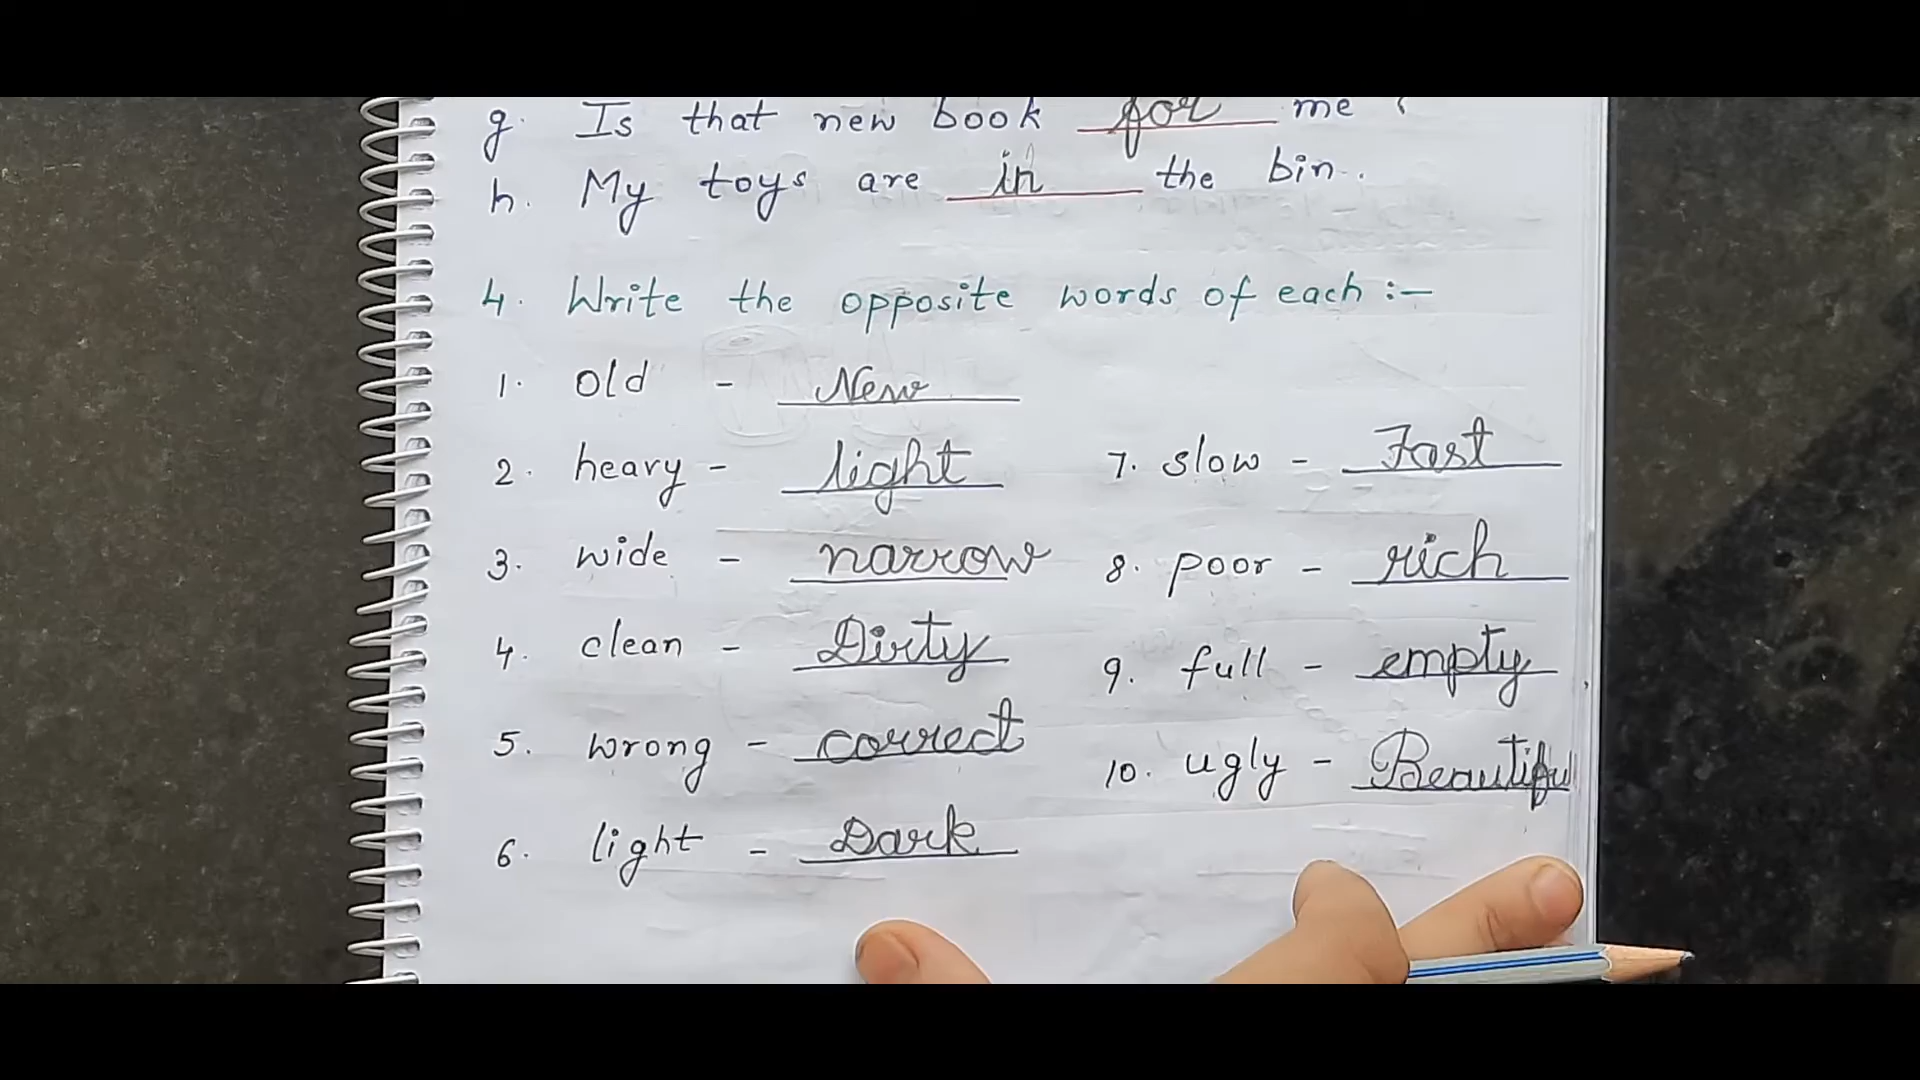 g. Is that new book for me ?
h. My toys are in the bin.
4. Write the opposite words of each :-
1. old - New
2. heavy - light
3. wide - narrow
4. clean - Dirty
5. wrong - correct
6. light - Dark
7. slow - Fast
8. poor - rich
9. full - empty
10. ugly - Beautiful